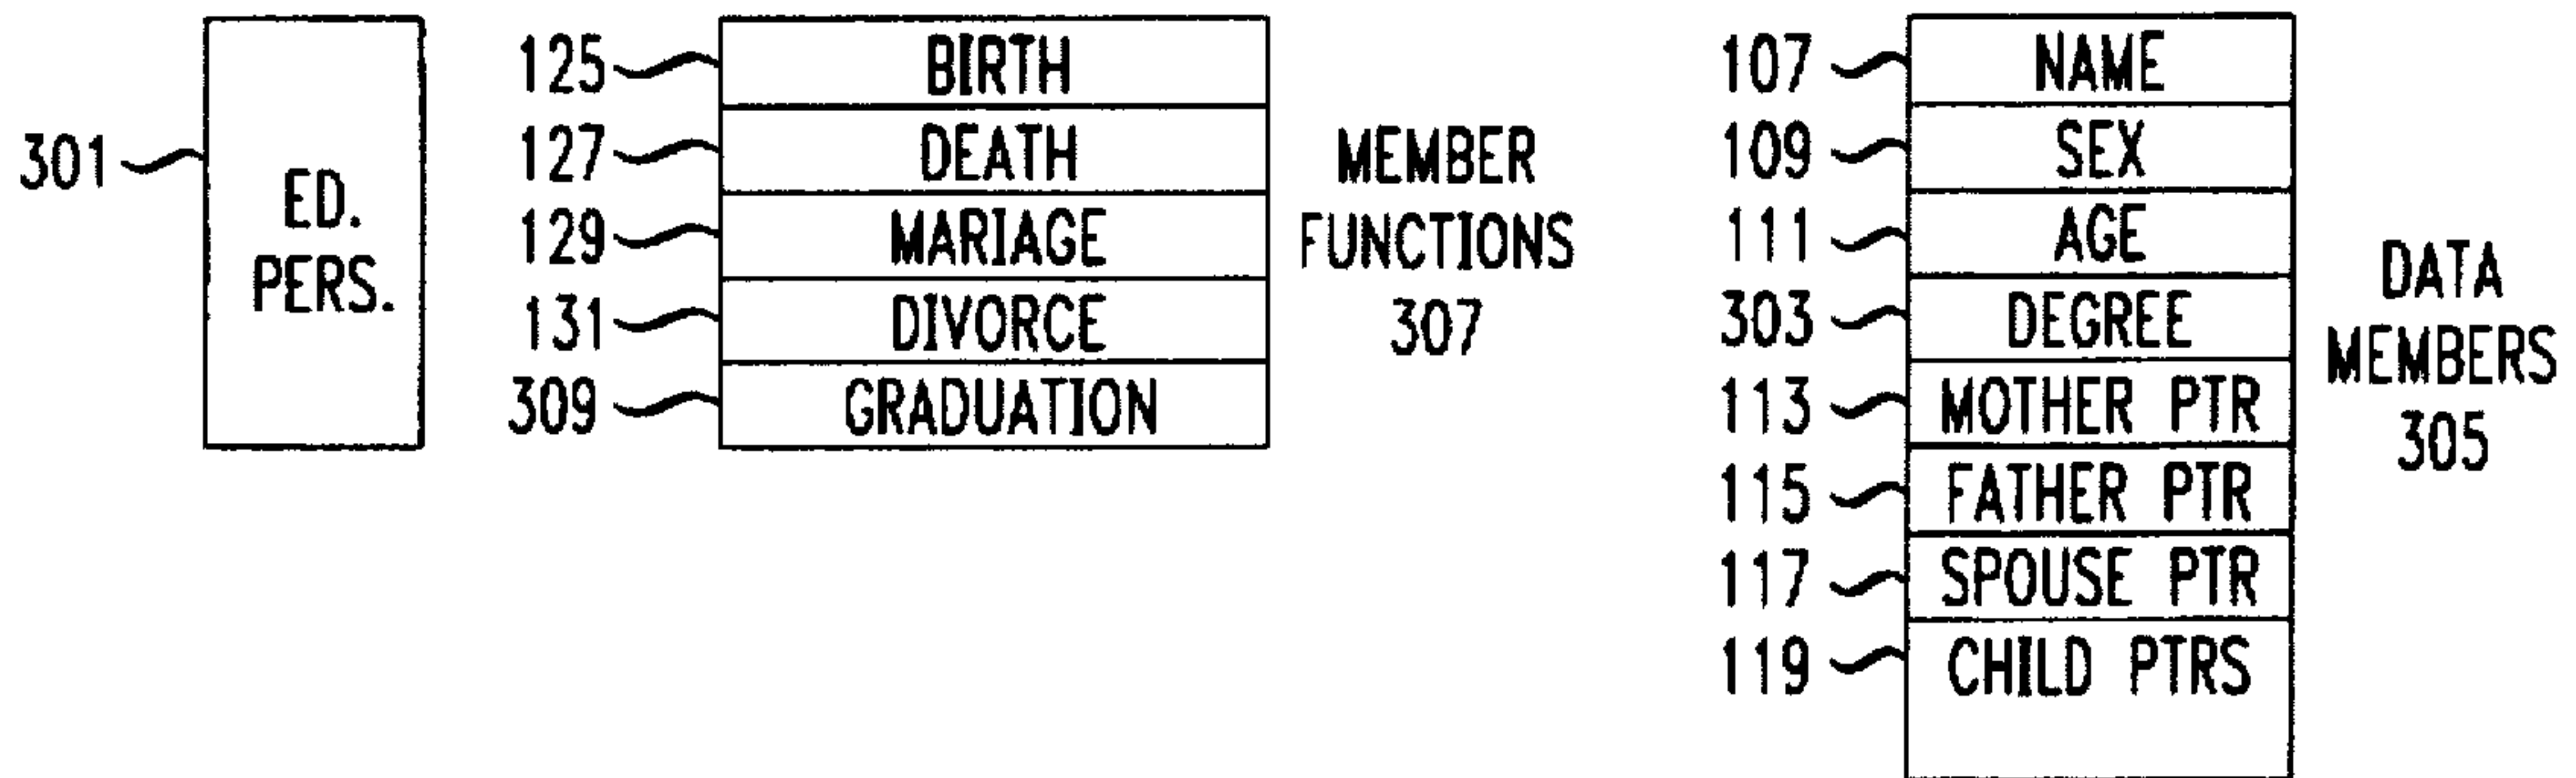 301
ED.
PERS.
125 BIRTH
127 DEATH
129 MARIAGE
131 DIVORCE
309 GRADUATION
MEMBER
FUNCTIONS
307
107 NAME
109 SEX
111 AGE
303 DEGREE
113 MOTHER PTR
115 FATHER PTR
117 SPOUSE PTR
119 CHILD PTRS
DATA
MEMBERS
305